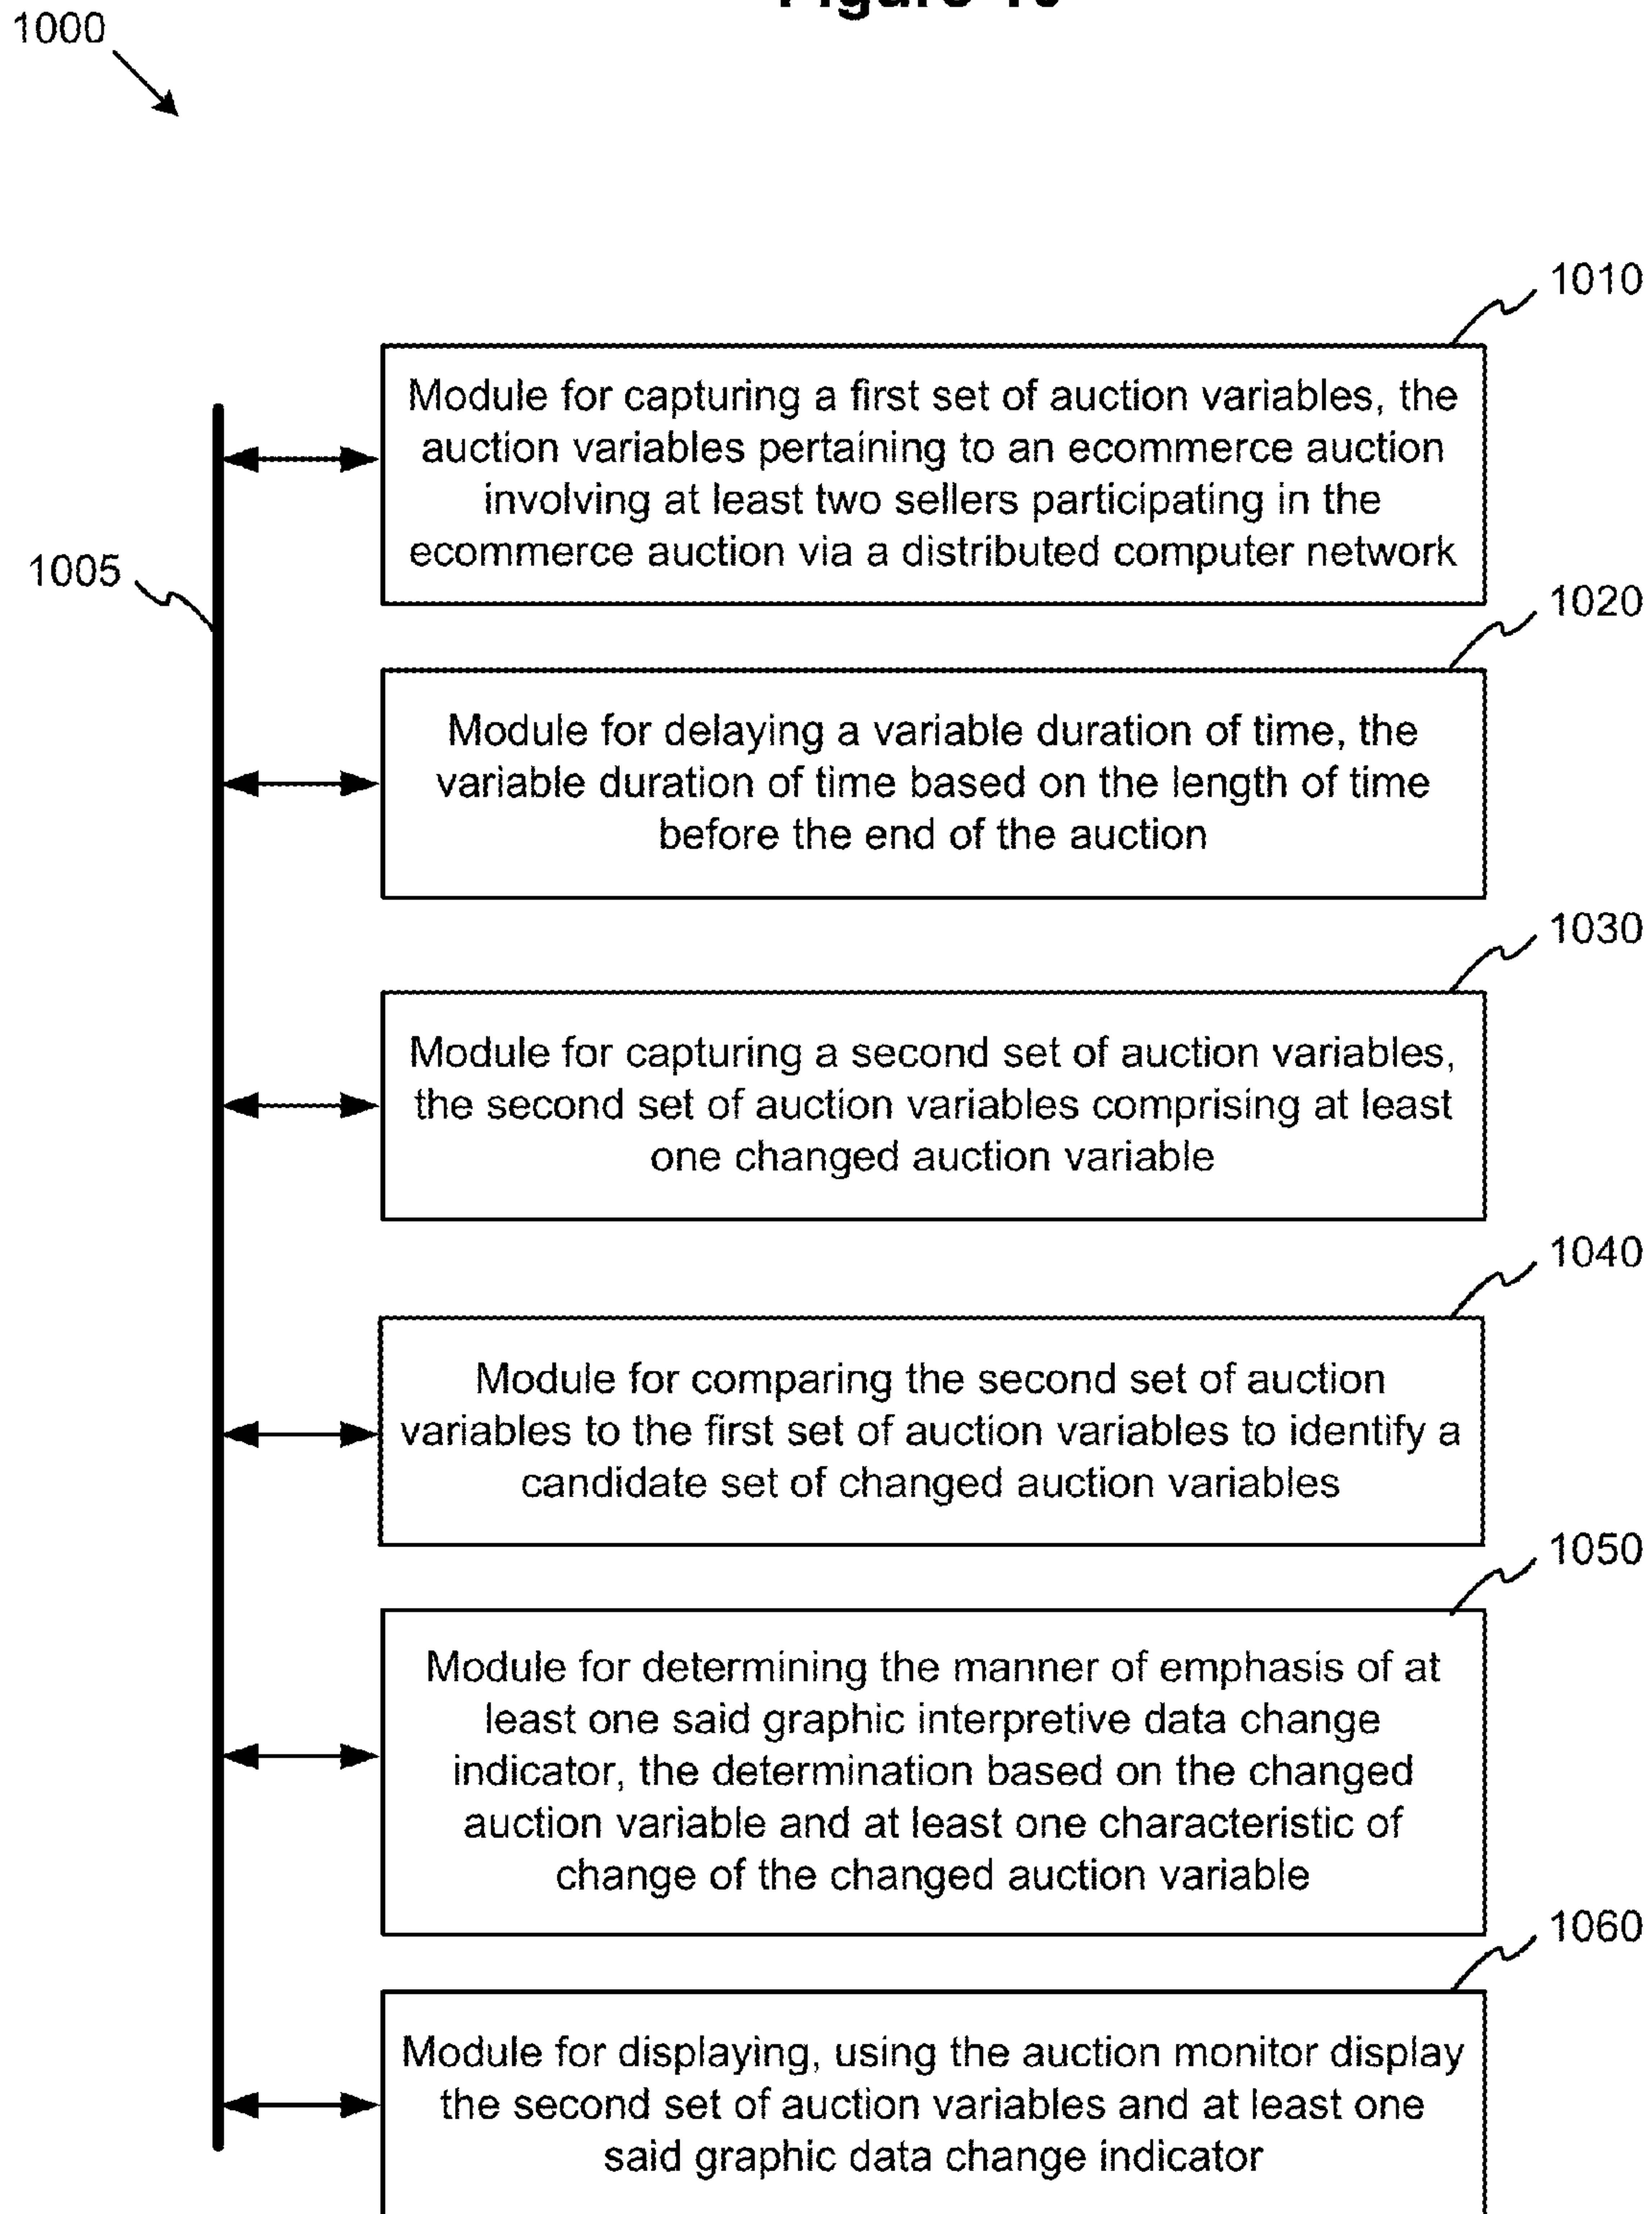 1000
1010
Module for capturing a first set of auction variables, the
auction variables pertaining to an ecommerce auction
involving at least two sellers participating in the
ecommerce auction via a distributed computer network
1005
1020
Module for delaying a variable duration of time, the
variable duration of time based on the length of time
before the end of the auction
1030
Module for capturing a second set of auction variables,
the second set of auction variables comprising at least
one changed auction variable
1040
Module for comparing the second set of auction
variables to the first set of auction variables to identify a
candidate set of changed auction variables
1050
Module for determining the manner of emphasis of at
least one said graphic interpretive data change
indicator, the determination based on the changed
auction variable and at least one characteristic of
change of the changed auction variable
1060
Module for displaying, using the auction monitor display
the second set of auction variables and at least one
said graphic data change indicator